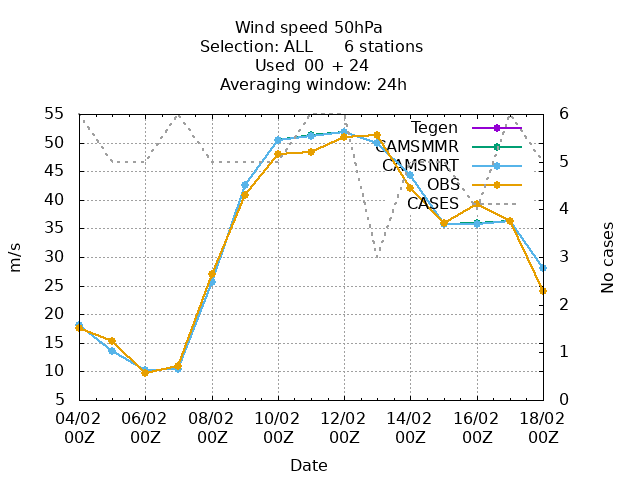 Wind speed 50hPa
Selection: ALL 6 stations
Used 00 + 24
Averaging window: 24h
55 6
Tegen
50
CAMSMMR
CAMSNRT
45 5
OBS
40 4
CASES
35
30 3
25
20 2
15
10 1
5 0
m/s
No cases
04/02 06/02 08/02 10/02 12/02 14/02 16/02 18/02
00Z 00Z 00Z 00Z 00Z 00Z 00Z 00Z
Date